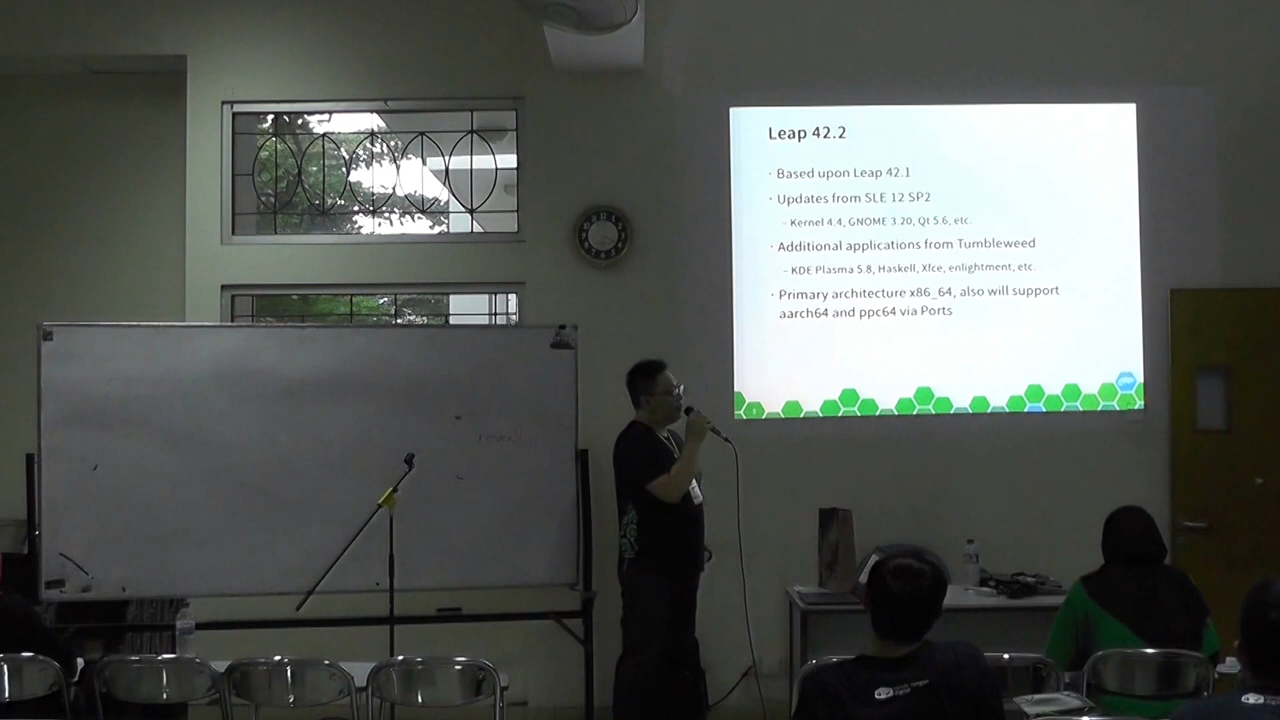 Leap 42.2
· Based upon Leap 42.1
· Updates from SLE 12 SP2
- Kernel 4.4, GNOME 3.20, Qt 5.6, etc.
· Additional applications from Tumbleweed
- KDE Plasma 5.8, Haskell, Xfce, enlightment, etc.
· Primary architecture x86_64, also will support
aarch64 and ppc64 via Ports